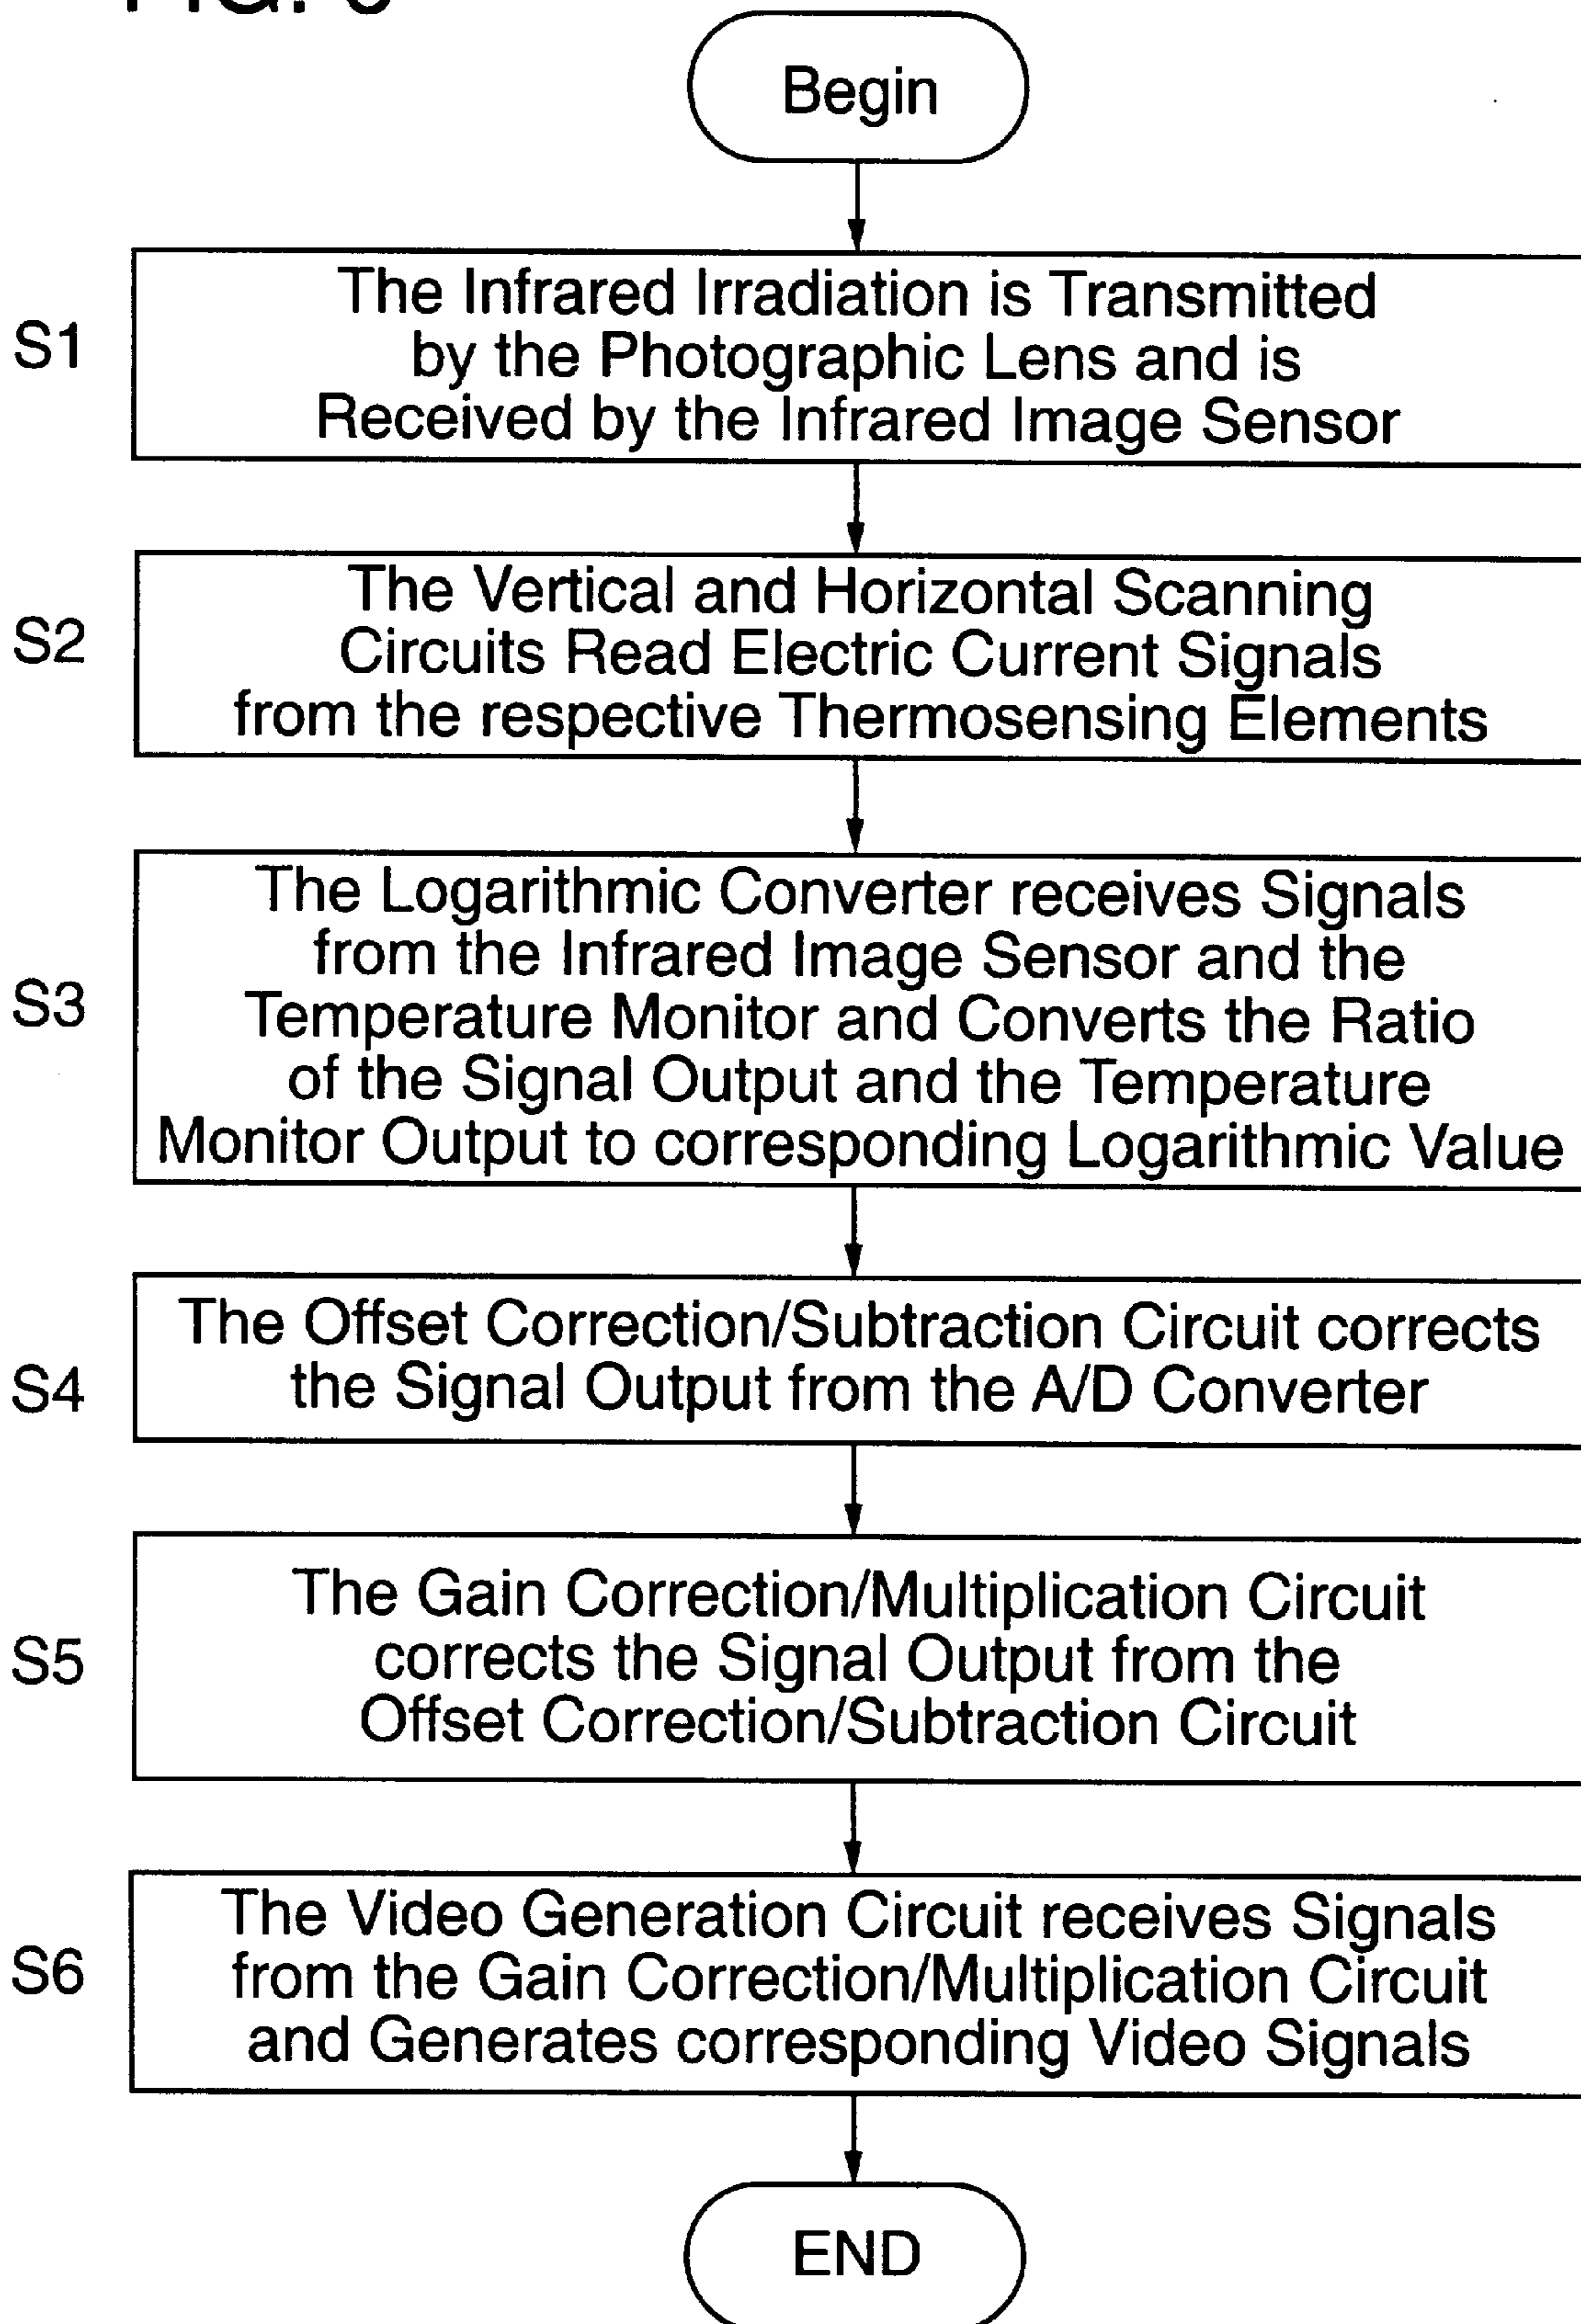 Begin
S1
The Infrared Irradiation is Transmitted
by the Photographic Lens and is
Received by the Infrared Image Sensor
S2
The Vertical and Horizontal Scanning
Circuits Read Electric Current Signals
from the respective Thermosensing Elements
S3
The Logarithmic Converter receives Signals
from the Infrared Image Sensor and the
Temperature Monitor and Converts the Ratio
of the Signal Output and the Temperature
Monitor Output to corresponding Logarithmic Value
S4
The Offset Correction/Subtraction Circuit corrects
the Signal Output from the A/D Converter
S5
The Gain Correction/Multiplication Circuit
corrects the Signal Output from the
Offset Correction/Subtraction Circuit
S6
The Video Generation Circuit receives Signals
from the Gain Correction/Multiplication Circuit
and Generates corresponding Video Signals
END